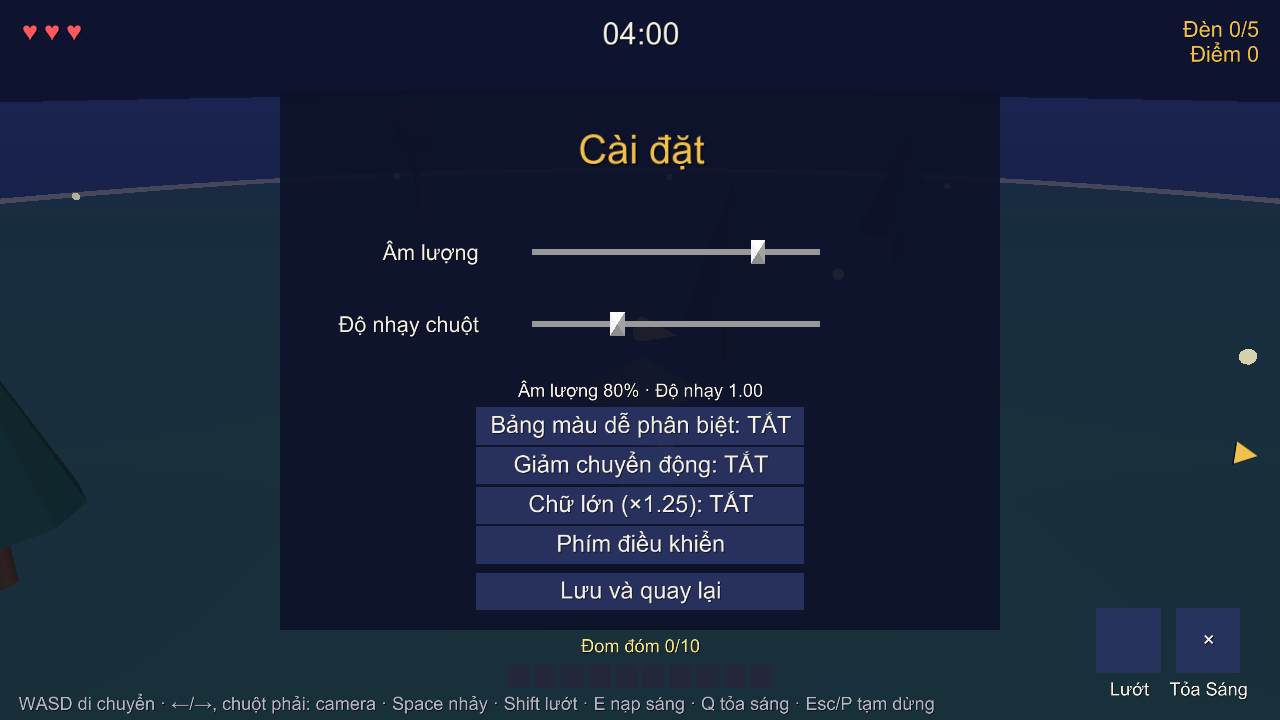 ♥ ♥ ♥
04:00
Đèn 0/5
Điểm 0
Cài đặt
Âm lượng
Độ nhạy chuột
Âm lượng 80% · Độ nhạy 1.00
Bảng màu dễ phân biệt: TẮT
Giảm chuyển động: TẮT
Chữ lớn (×1.25): TẮT
Phím điều khiển
Lưu và quay lại
Đom đóm 0/10
×
Lướt
Tỏa Sáng
WASD di chuyển · ←/→, chuột phải: camera · Space nhảy · Shift lướt · E nạp sáng · Q tỏa sáng · Esc/P tạm dừng